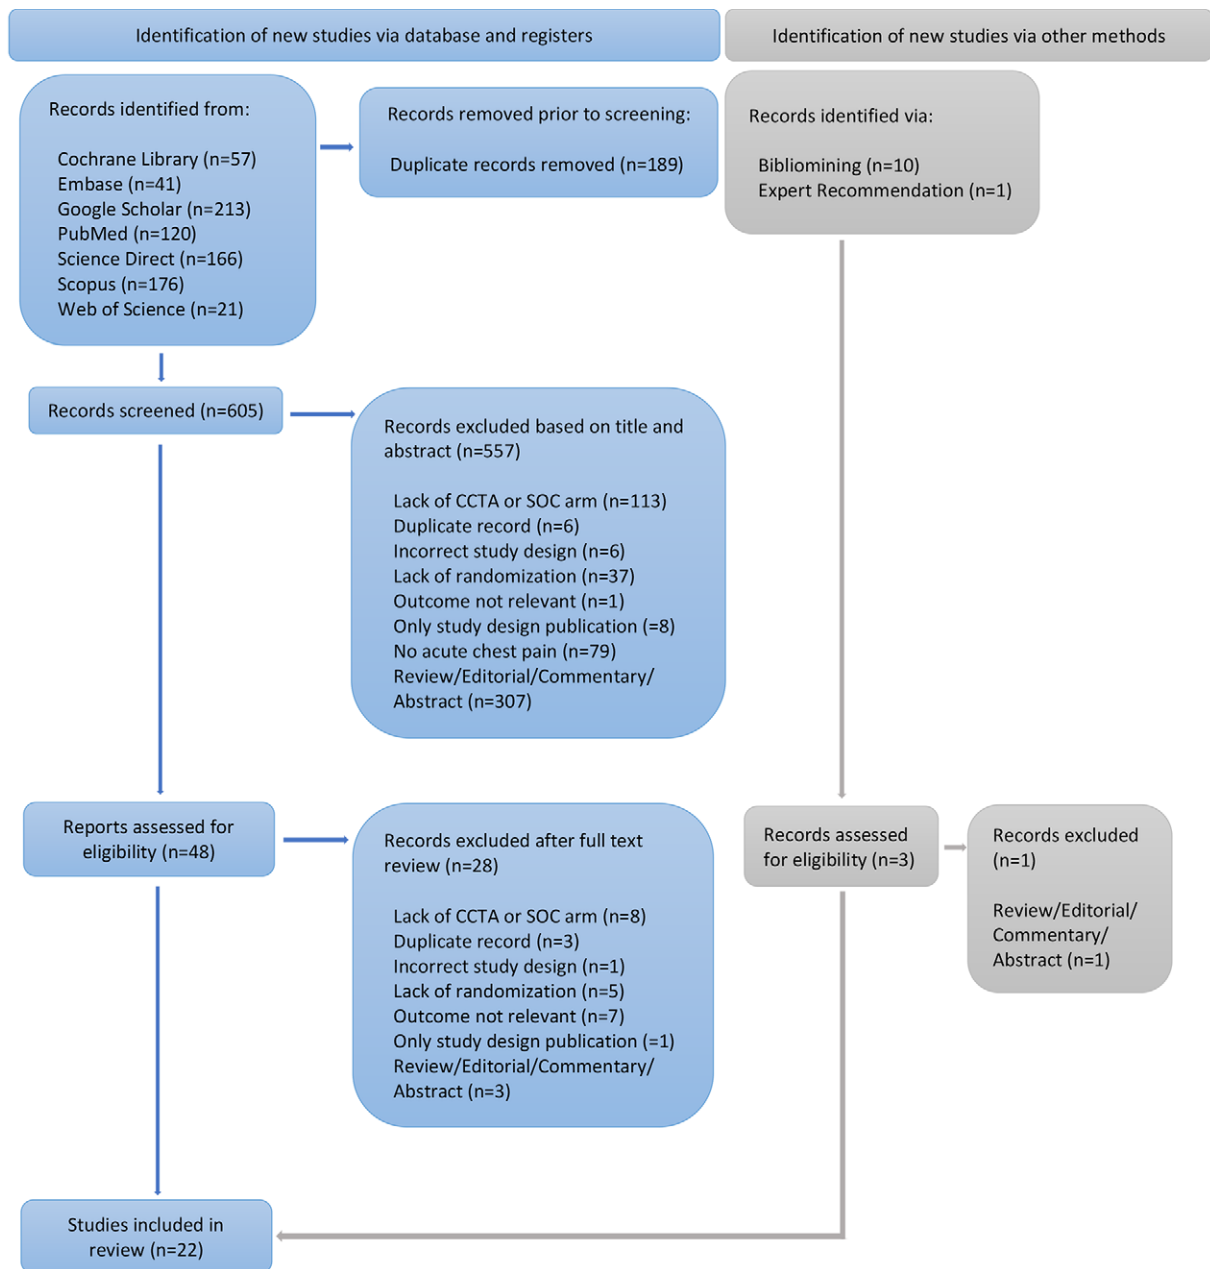 Identification of new studies via database and registers
Identification of new studies via other methods
Records identified from:
Cochrane Library (n=57)
Embase (n=41)
Google Scholar (n=213)
PubMed (n=120)
Science Direct (n=166)
Scopus (n=176)
Web of Science (n=21)
Records removed prior to screening:
Duplicate records removed (n=189)
Records identified via:
Bibliomining (n=10)
Expert Recommendation (n=1)
Records screened (n=605)
Records excluded based on title and
abstract (n=557)
Lack of CCTA or SOC arm (n=113)
Duplicate record (n=6)
Incorrect study design (n=6)
Lack of randomization (n=37)
Outcome not relevant (n=1)
Only study design publication (=8)
No acute chest pain (n=79)
Review/Editorial/Commentary/
Abstract (n=307)
Reports assessed for
eligibility (n=48)
Records excluded after full text
review (n=28)
Lack of CCTA or SOC arm (n=8)
Duplicate record (n=3)
Incorrect study design (n=1)
Lack of randomization (n=5)
Outcome not relevant (n=7)
Only study design publication (=1)
Review/Editorial/Commentary/
Abstract (n=3)
Records assessed
for eligibility (n=3)
Records excluded
(n=1)
Review/Editorial/
Commentary/
Abstract (n=1)
Studies included in
review (n=22)